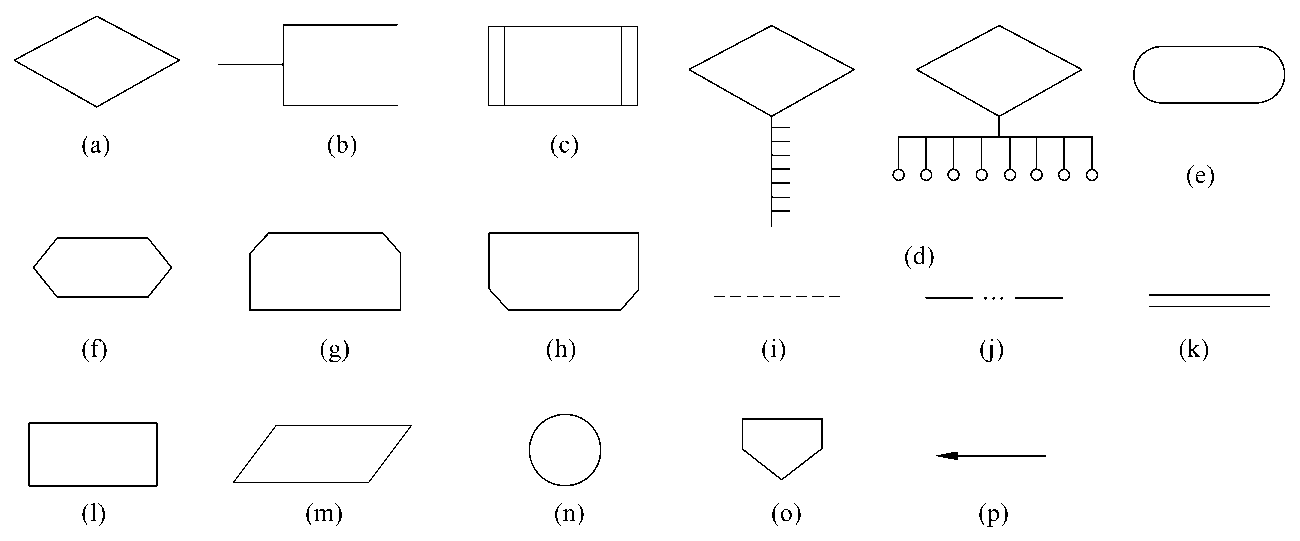 (a) (b) (c) (e)
(d)
(f) (g) (h) (i) (j) (k)
(l) (m) (n) (o) (p)